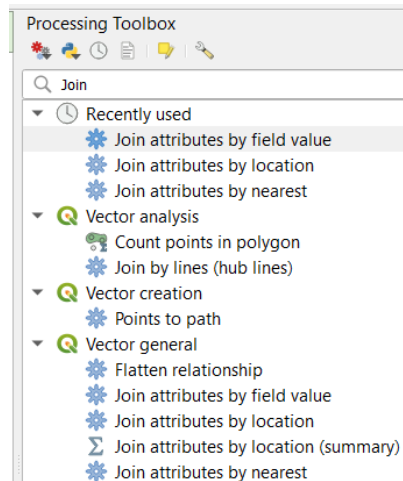 Processing Toolbox
Join
Recently used
Join attributes by field value
Join attributes by location
Join attributes by nearest
Vector analysis
Count points in polygon
Join by lines (hub lines)
Vector creation
Points to path
Vector general
Flatten relationship
Join attributes by field value
Join attributes by location
Join attributes by location (summary)
Join attributes by nearest